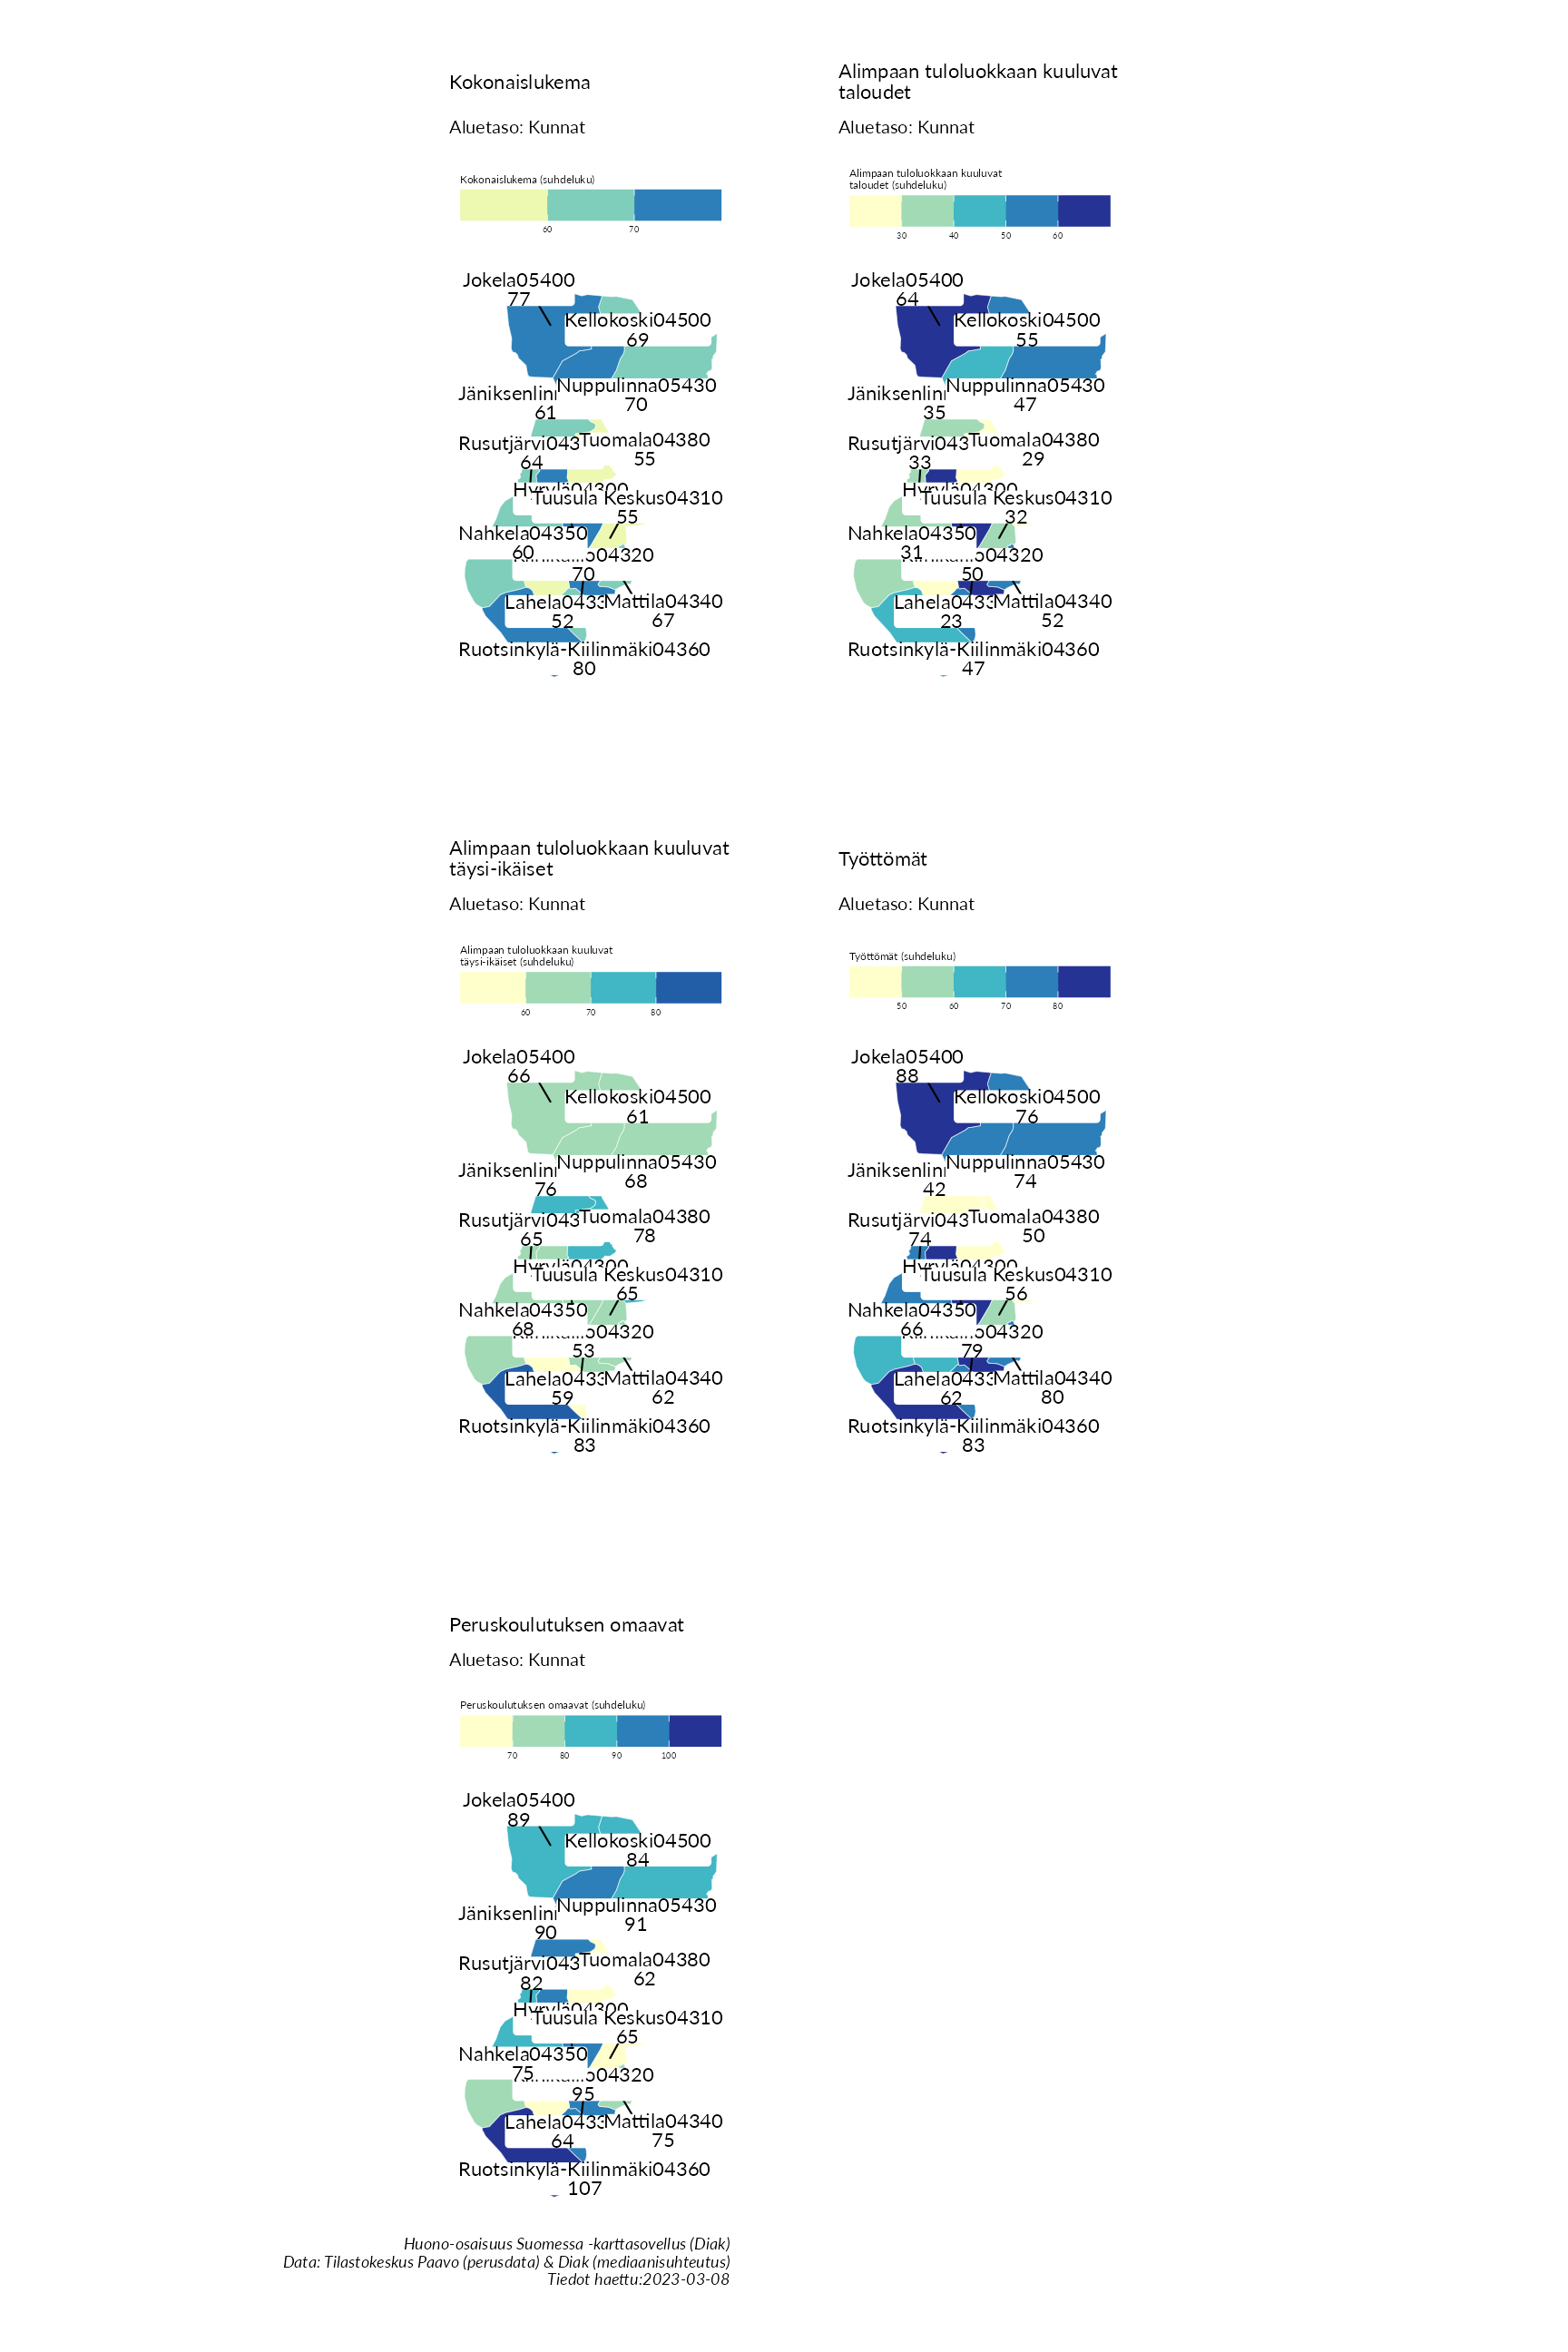 Kokonaislukema
Aluetaso: Kunnat
Kokonaislukema (suhdeluku)
60 70
Jokela05400
77
Kellokoski04500
69
Nuppulinna05430
70
Jäniksenlin
61
Tuomala04380
55
Rusutjärvi043
64
Hyrylä04300
Tuusula Keskus04310
55
Nahkela04350
60
04320
70
Lahela043
52
Mattila04340
67
Ruotsinkylä-Kiilinmäki04360
80
Alimpaan tuloluokkaan kuuluvat
taloudet
Aluetaso: Kunnat
Alimpaan tuloluokkaan kuuluvat
taloudet (suhdeluku)
30 40 50 60
Jokela05400
64
Kellokoski04500
55
Nuppulinna05430
47
Jäniksenlin
35
Tuomala04380
29
Rusutjärvi043
33
Hyrylä04300
Tuusula Keskus04310
32
Nahkela04350
31
04320
50
Lahela043
23
Mattila04340
52
Ruotsinkylä-Kiilinmäki04360
47
Alimpaan tuloluokkaan kuuluvat
täysi-ikäiset
Aluetaso: Kunnat
Alimpaan tuloluokkaan kuuluvat
täysi-ikäiset (suhdeluku)
60 70 80
Jokela05400
66
Kellokoski04500
61
Nuppulinna05430
68
Jäniksenlin
76
Tuomala04380
78
Rusutjärvi043
65
Hyrylä04300
Tuusula Keskus04310
65
Nahkela04350
68
04320
53
Lahela043
59
Mattila04340
62
Ruotsinkylä-Kiilinmäki04360
83
Työttömät
Aluetaso: Kunnat
Työttömät (suhdeluku)
50 60 70 80
Jokela05400
88
Kellokoski04500
76
Nuppulinna05430
74
Jäniksenlin
42
Tuomala04380
50
Rusutjärvi043
74
Hyrylä04300
Tuusula Keskus04310
56
Nahkela04350
66
04320
79
Lahela043
62
Mattila04340
80
Ruotsinkylä-Kiilinmäki04360
83
Peruskoulutuksen omaavat
Aluetaso: Kunnat
Peruskoulutuksen omaavat (suhdeluku)
70 80 90 100
Jokela05400
89
Kellokoski04500
84
Nuppulinna05430
91
Jäniksenlin
90
Tuomala04380
62
Rusutjärvi043
82
Hyrylä04300
Tuusula Keskus04310
65
Nahkela04350
75
04320
95
Lahela043
64
Mattila04340
75
Ruotsinkylä-Kiilinmäki04360
107
Huono-osaisuus Suomessa -karttasovellus (Diak)
Data: Tilastokeskus Paavo (perusdata) & Diak (mediaanisuhteutus)
Tiedot haettu:2023-03-08